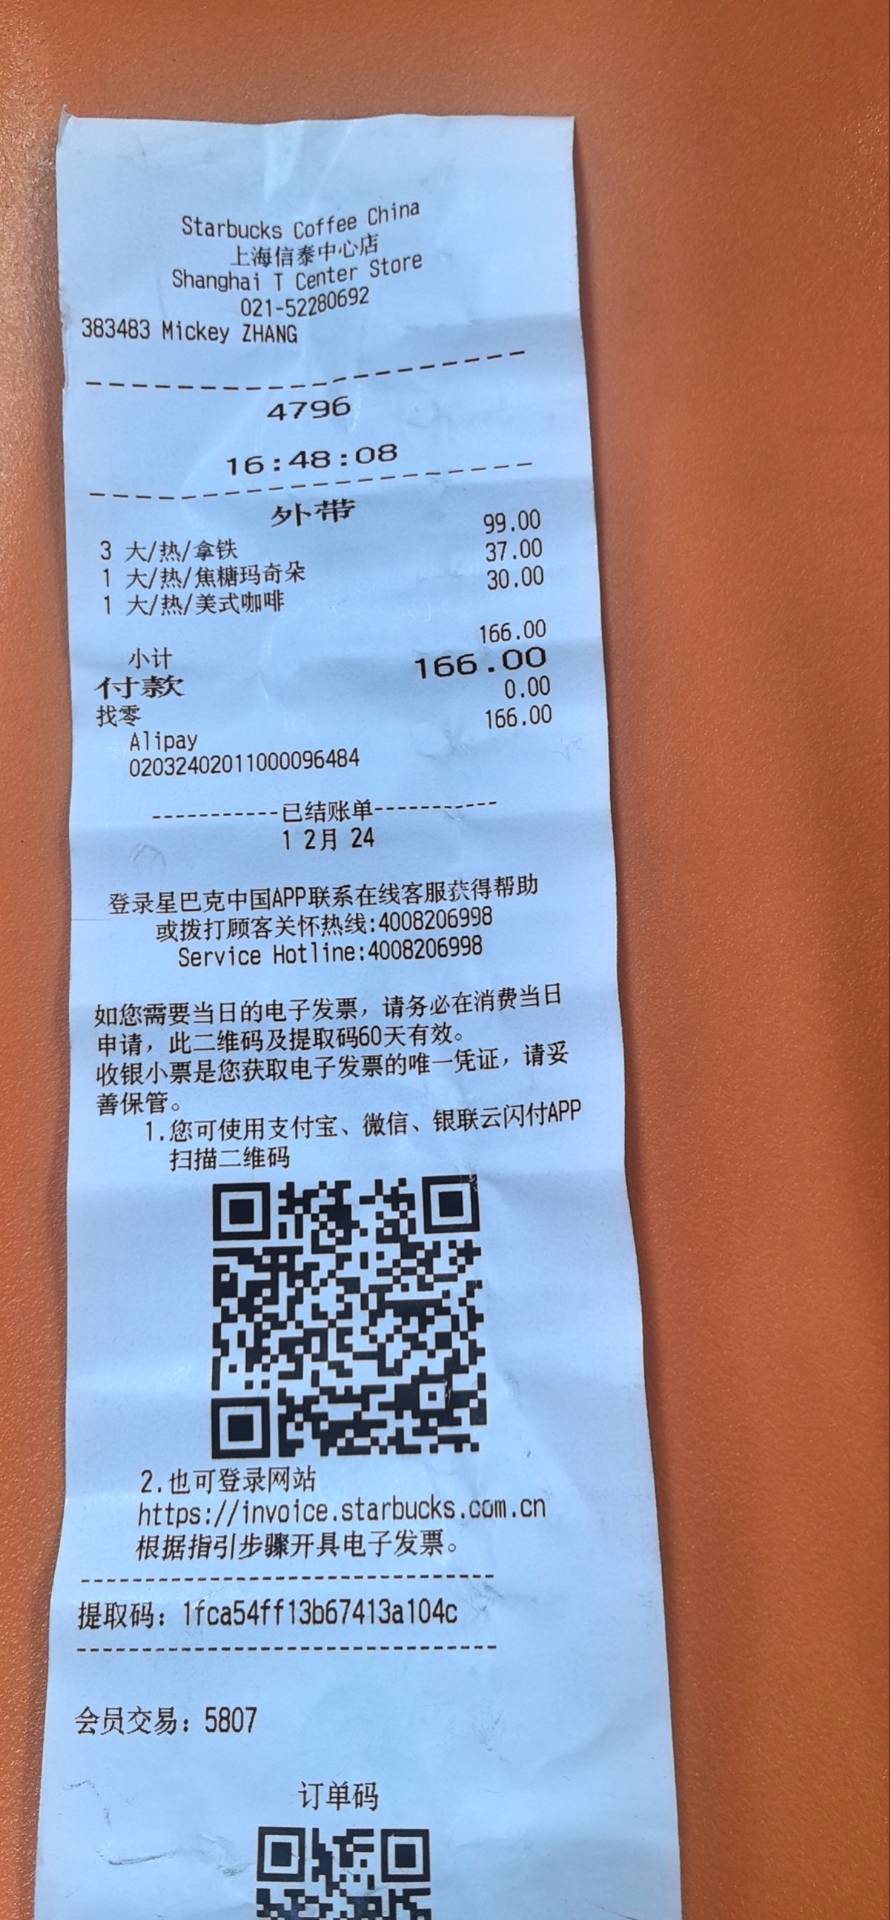 Starbucks Coffee China
上海信泰中心店
Shanghai T Center Store
021-52280692
383483 Mickey ZHANG
4796
16:48:08
外带
3 大/热/拿铁 99.00
1 大/热/焦糖玛奇朵 37.00
1 大/热/美式咖啡 30.00
小计 166.00
付款 166.00
找零 0.00
Alipay 166.00
02032402011000096484
-----------已结账单-----------
1 2月 24
登录星巴克中国APP联系在线客服获得帮助
或拨打顾客关怀热线:4008206998
Service Hotline:4008206998
如您需要当日的电子发票，请务必在消费当日
申请，此二维码及提取码60天有效。
收银小票是您获取电子发票的唯一凭证，请妥
善保管。
1.您可使用支付宝、微信、银联云闪付APP
扫描二维码
2.也可登录网站
https://invoice.starbucks.com.cn
根据指引步骤开具电子发票。
提取码：1fca54ff13b67413a104c
会员交易：5807
订单码